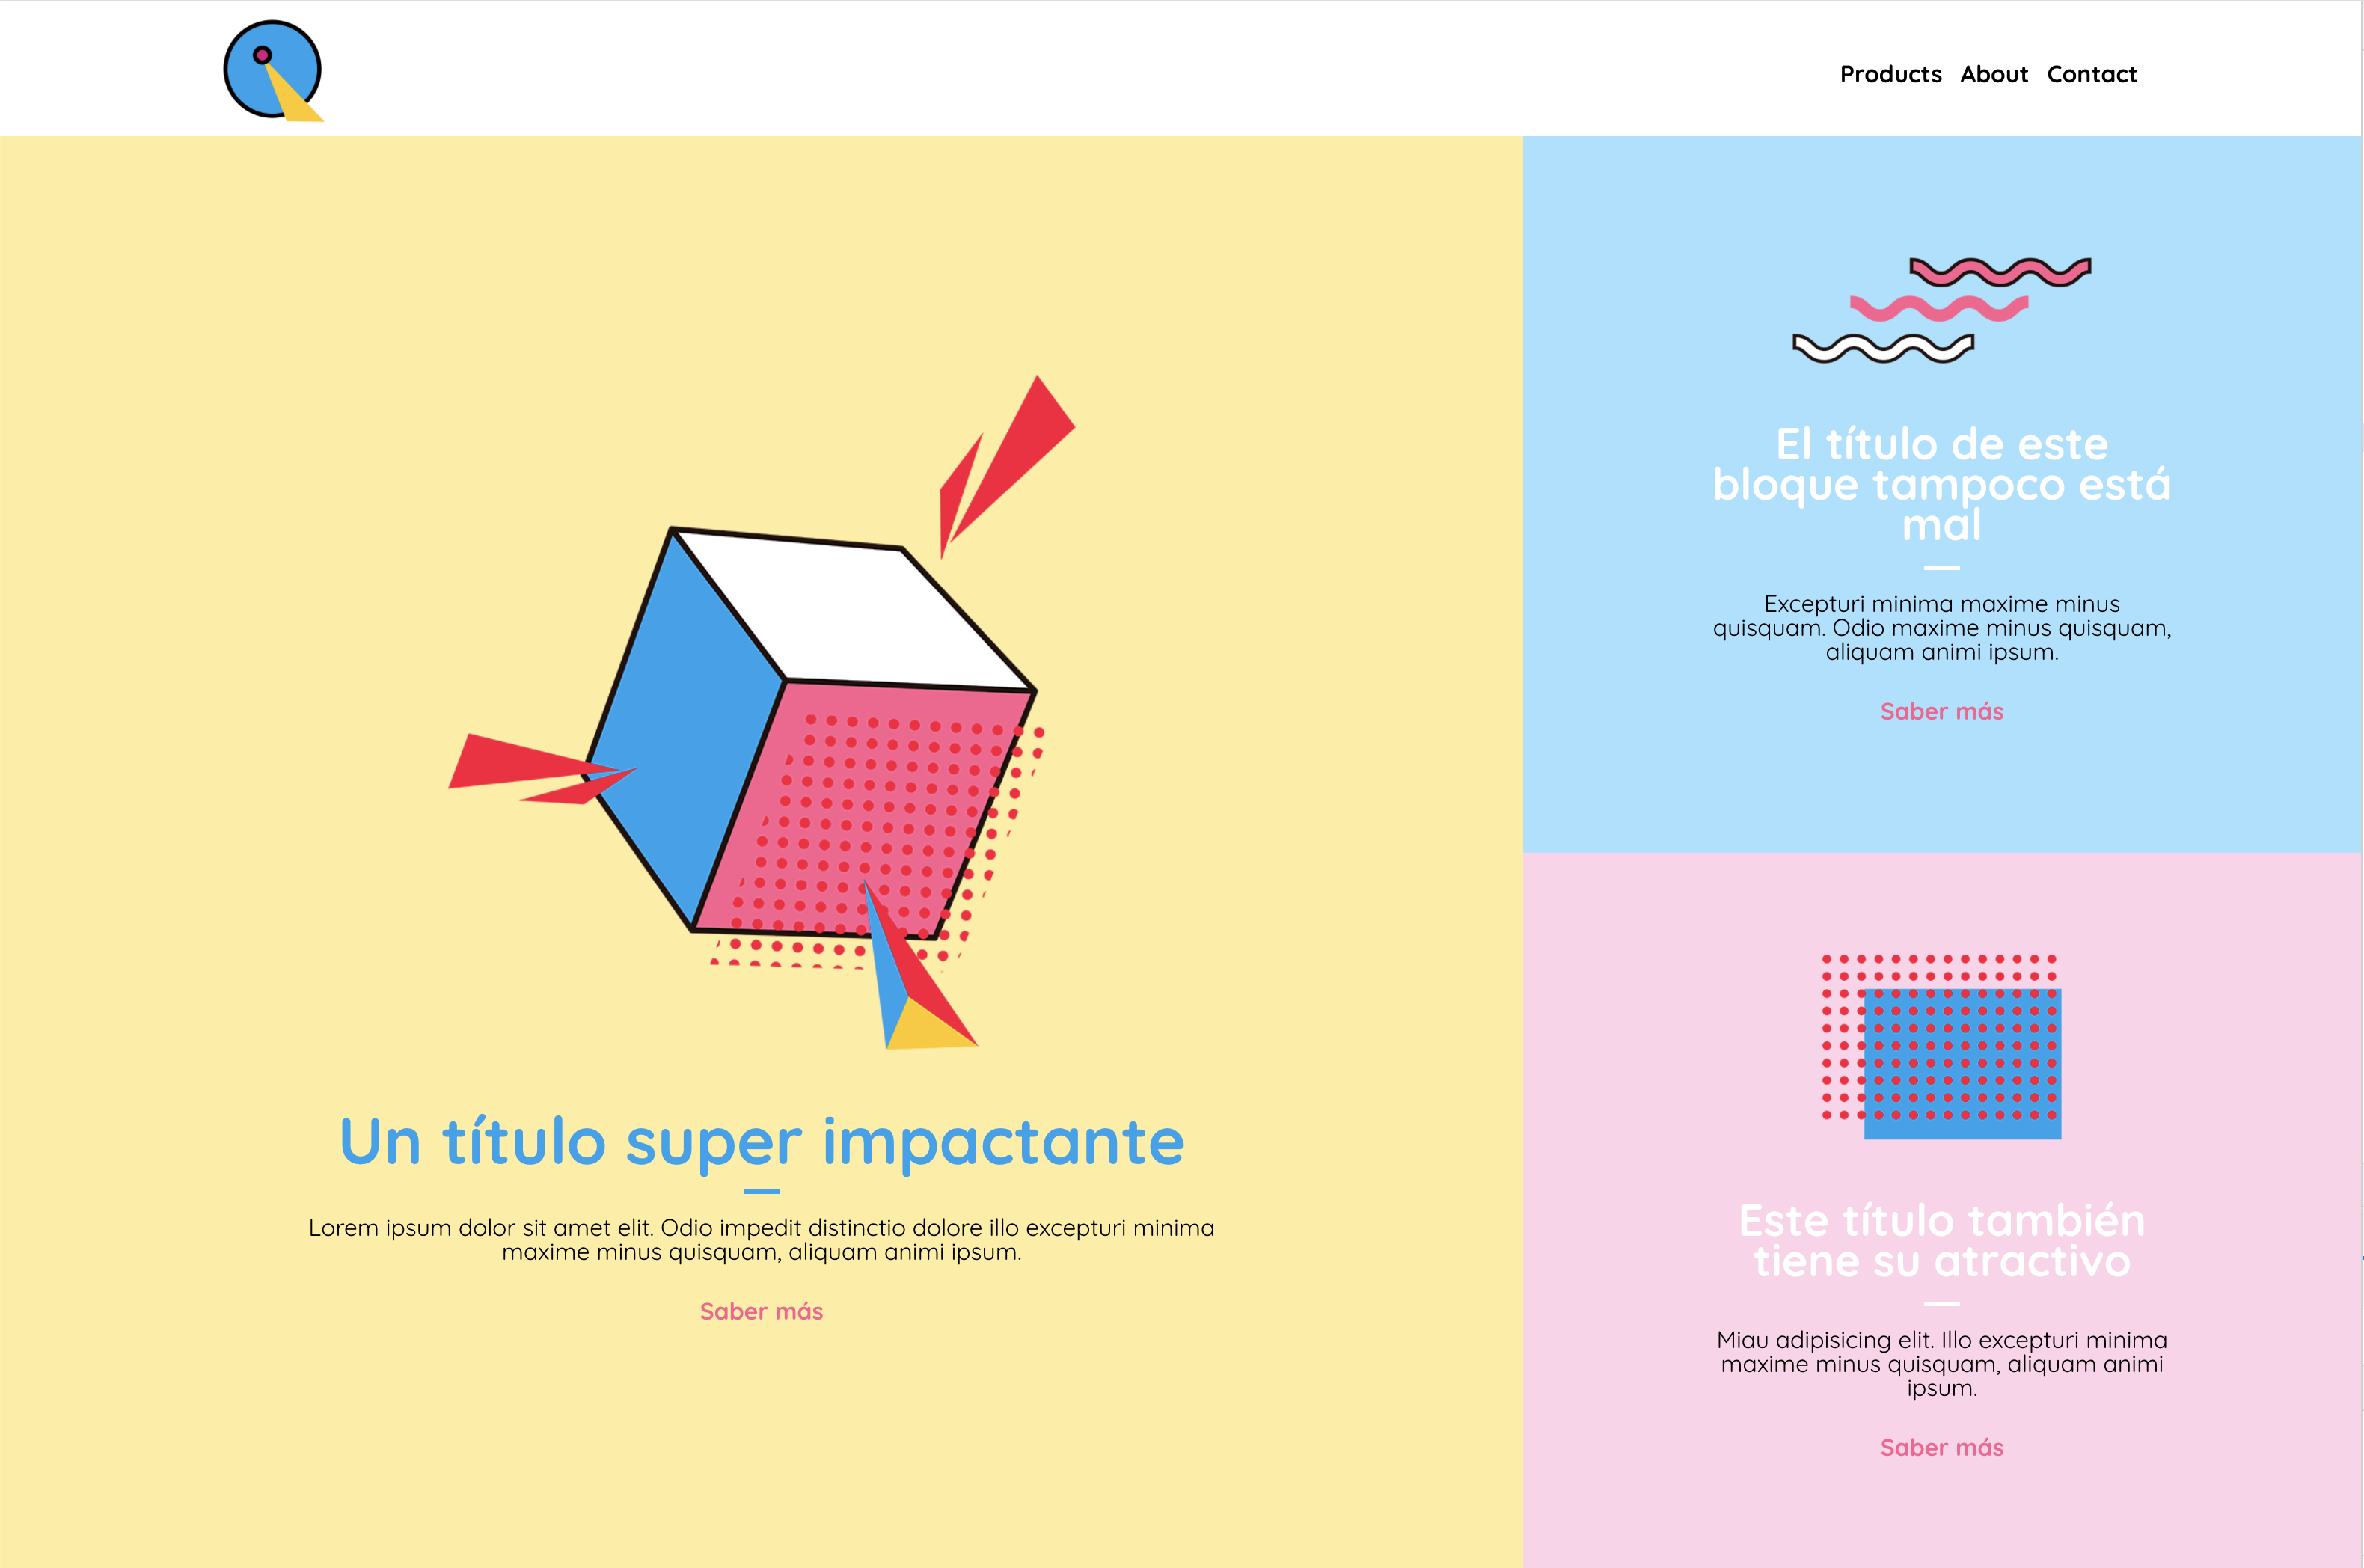 Products About Contact
Un título super impactante
Lorem ipsum dolor sit amet elit. Odio impedit distinctio dolore illo excepturi minima
maxime minus quisquam, aliquam animi ipsum.
Saber más
El título de este
bloque tampoco está
mal
Excepturi minima maxime minus
quisquam. Odio maxime minus quisquam,
aliquam animi ipsum.
Saber más
Este título también
tiene su atractivo
Miau adipisicing elit. Illo excepturi minima
maxime minus quisquam, aliquam animi
ipsum.
Saber más